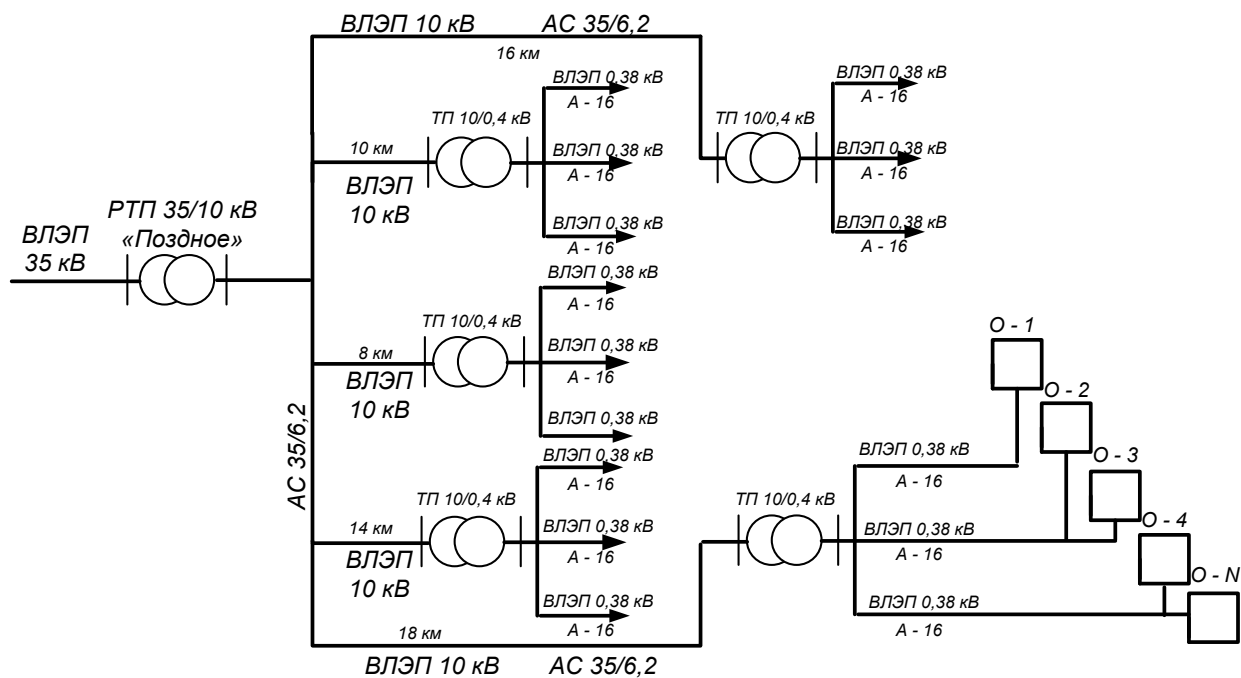 ВЛЭП 10 кВ
АС 35/6,2
16 км
ВЛЭП 0,38 кВ
А - 16
ТП 10/0,4 кВ
ВЛЭП 0,38 кВ
А - 16
ВЛЭП 0,38 кВ
А - 16
10 км
ВЛЭП
10 кВ
ВЛЭП 0,38 кВ
А - 16
ТП 10/0,4 кВ
ВЛЭП 0,38 кВ
А - 16
ВЛЭП 0,38 кВ
А - 16
РТП 35/10 кВ
«Поздное»
ВЛЭП
35 кВ
ВЛЭП 0,38 кВ
А - 16
ТП 10/0,4 кВ
ВЛЭП 0,38 кВ
А - 16
ВЛЭП 0,38 кВ
8 км
ВЛЭП
10 кВ
АС 35/6,2
ВЛЭП 0,38 кВ
А - 16
ТП 10/0,4 кВ
ВЛЭП 0,38 кВ
А - 16
ВЛЭП 0,38 кВ
А - 16
14 км
ВЛЭП
10 кВ
О - 1
О - 2
О - 3
О - 4
О - N
ВЛЭП 0,38 кВ
А - 16
ТП 10/0,4 кВ
ВЛЭП 0,38 кВ
А - 16
ВЛЭП 0,38 кВ
А - 16
18 км
ВЛЭП 10 кВ
АС 35/6,2